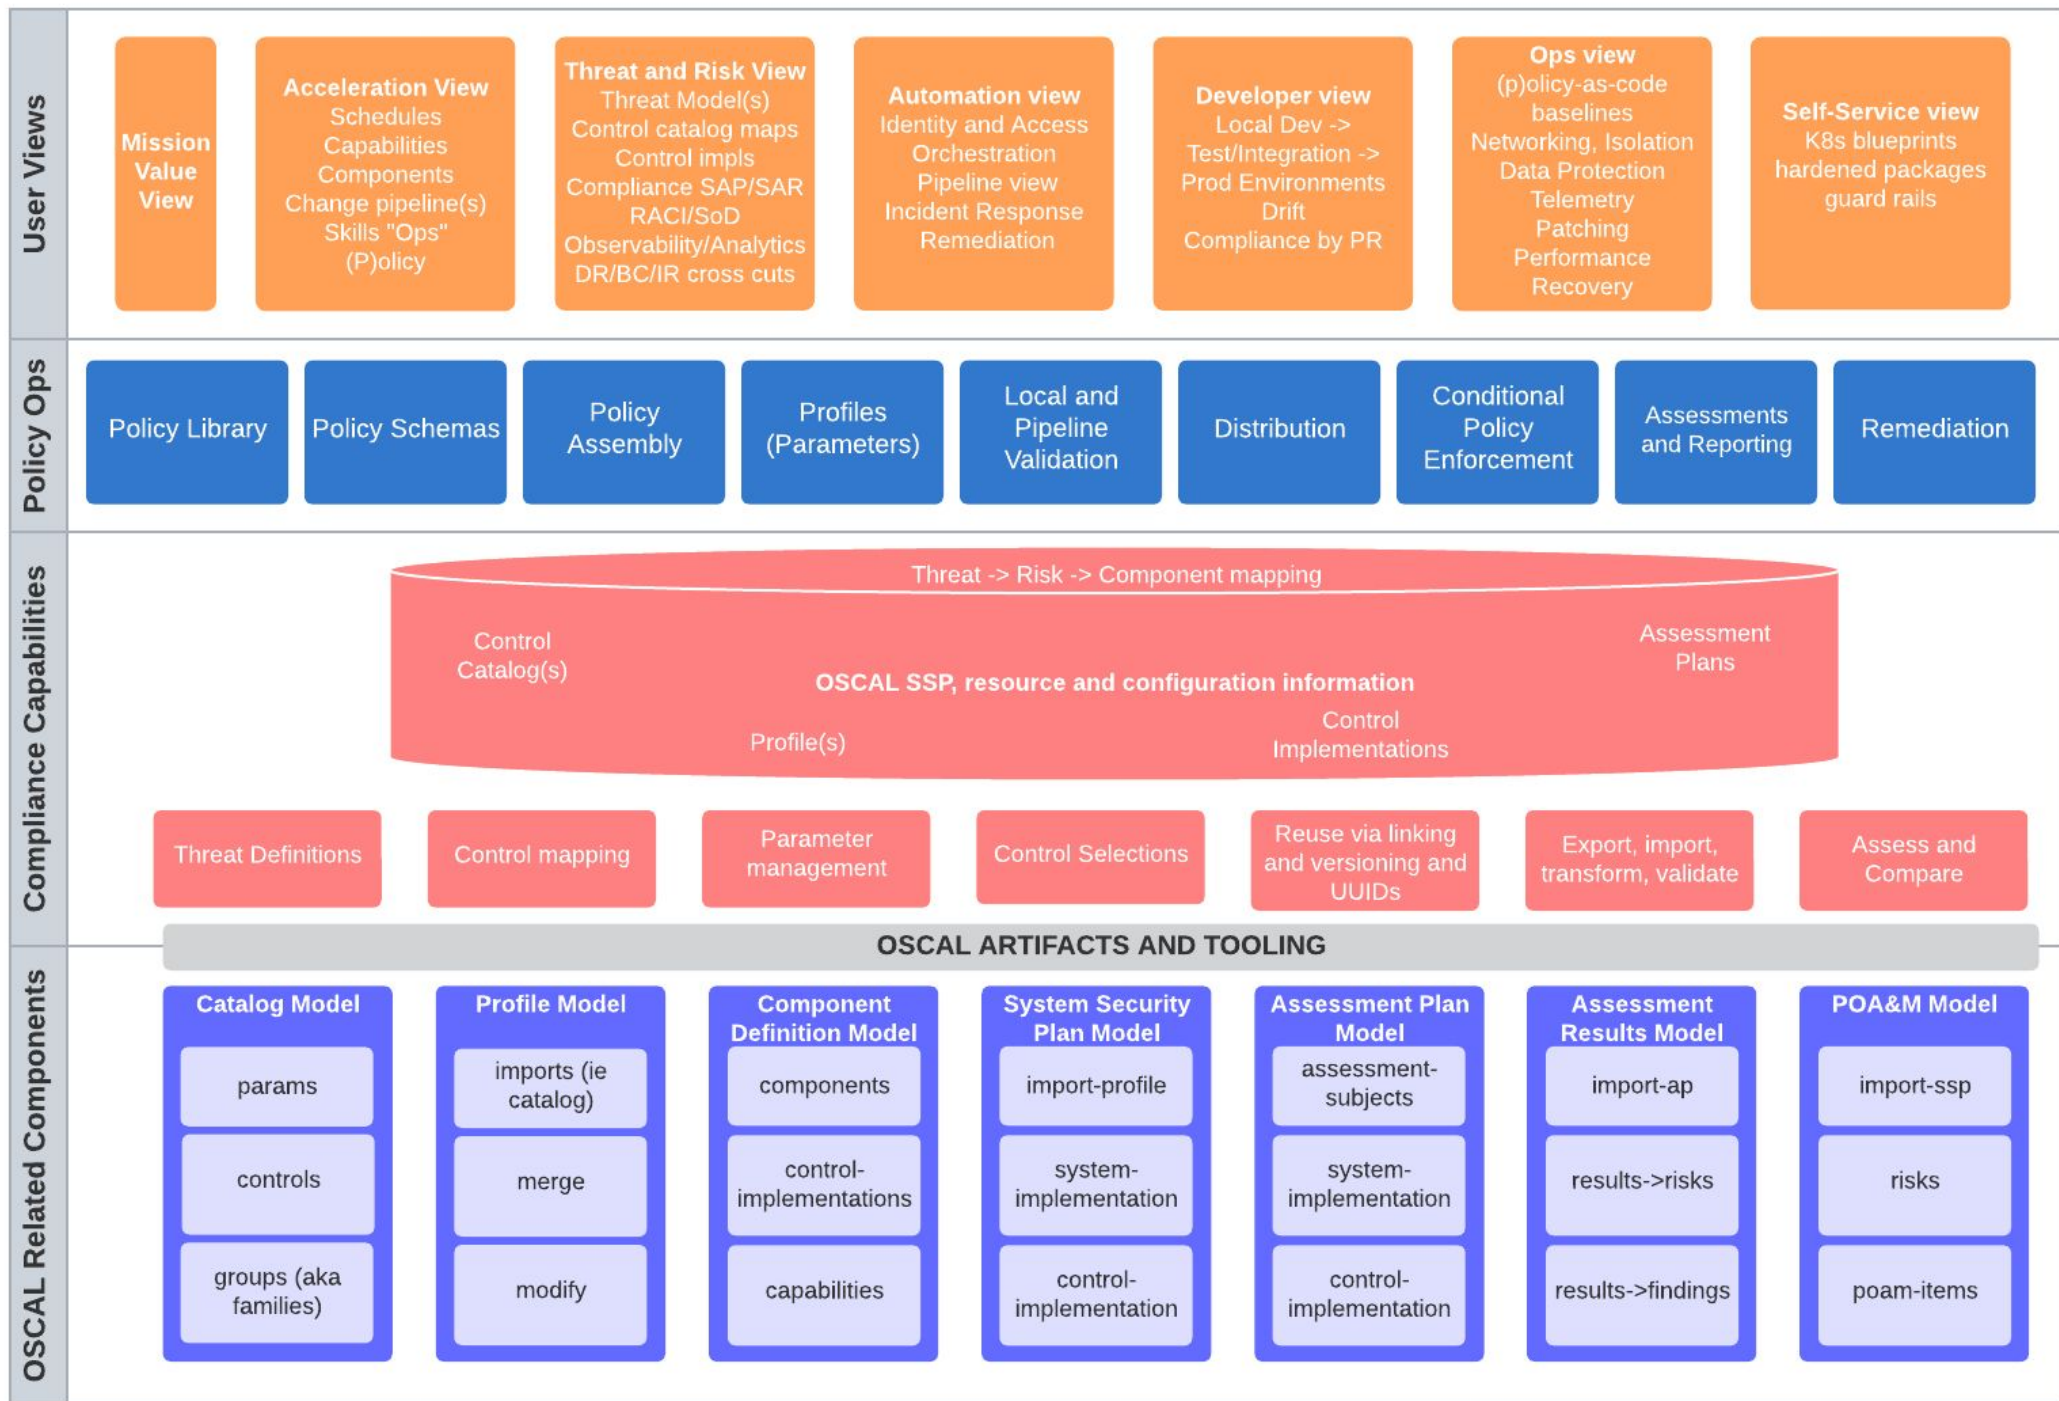 User Views
Mission
Value
View
Acceleration View
Schedules
Capabilities
Components
Change pipeline(s)
Skills "Ops"
(P)olicy
Threat and Risk View
Threat Model(s)
Control catalog maps
Control impls
Compliance SAP/SAR
RACI/SoD
Observability/Analytics
DR/BC/IR cross cuts
Automation view
Identity and Access
Orchestration
Pipeline view
Incident Response
Remediation
Developer view
Local Dev ->
Test/Integration ->
Prod Environments
Drift
Compliance by PR
Ops view
(p)olicy-as-code
baselines
Networking, Isolation
Data Protection
Telemetry
Patching
Performance
Recovery
Self-Service view
K8s blueprints
hardened packages
guard rails
Policy Ops
Policy Library
Policy Schemas
Policy
Assembly
Profiles
(Parameters)
Local and
Pipeline
Validation
Distribution
Conditional
Policy
Enforcement
Assessments
and Reporting
Remediation
Compliance Capabilities
Threat -> Risk -> Component mapping
Control
Catalog(s)
Assessment
Plans
OSCAL SSP, resource and configuration information
Profile(s)
Control
Implementations
Threat Definitions
Control mapping
Parameter
management
Control Selections
Reuse via linking
and versioning and
UUIDs
Export, import,
transform, validate
Assess and
Compare
OSCAL ARTIFACTS AND TOOLING
OSCAL Related Components
Catalog Model
params
controls
groups (aka
families)
Profile Model
imports (ie
catalog)
merge
modify
Component
Definition Model
components
control-
implementations
capabilities
System Security
Plan Model
import-profile
system-
implementation
control-
implementation
Assessment Plan
Model
assessment-
subjects
system-
implementation
control-
implementation
Assessment
Results Model
import-ap
results->risks
results->findings
POA&M Model
import-ssp
risks
poam-items